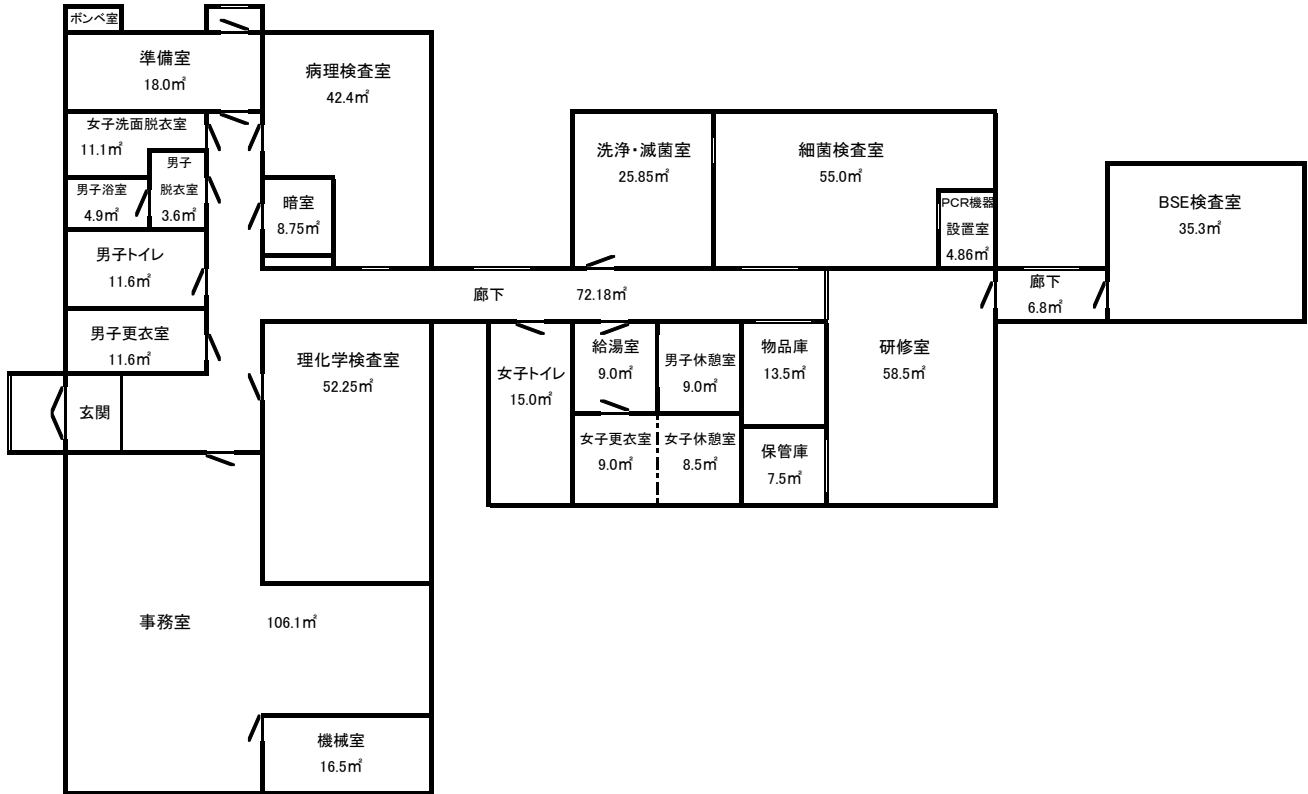 ボンベ室
準備室
18.0㎡
病理検査室
42.4㎡
女子洗面脱衣室
11.1㎡
男子
脱衣室
3.6㎡
男子浴室
4.9㎡
暗室
8.75㎡
洗浄・滅菌室
25.85㎡
細菌検査室
55.0㎡
PCR機器
設置室
4.86㎡
BSE検査室
35.3㎡
男子トイレ
11.6㎡
廊下 72.18㎡
廊下
6.8㎡
男子更衣室
11.6㎡
理化学検査室
52.25㎡
女子トイレ
15.0㎡
給湯室
9.0㎡
男子休憩室
9.0㎡
物品庫
13.5㎡
研修室
58.5㎡
玄関
女子更衣室
9.0㎡
女子休憩室
8.5㎡
保管庫
7.5㎡
事務室 106.1㎡
機械室
16.5㎡